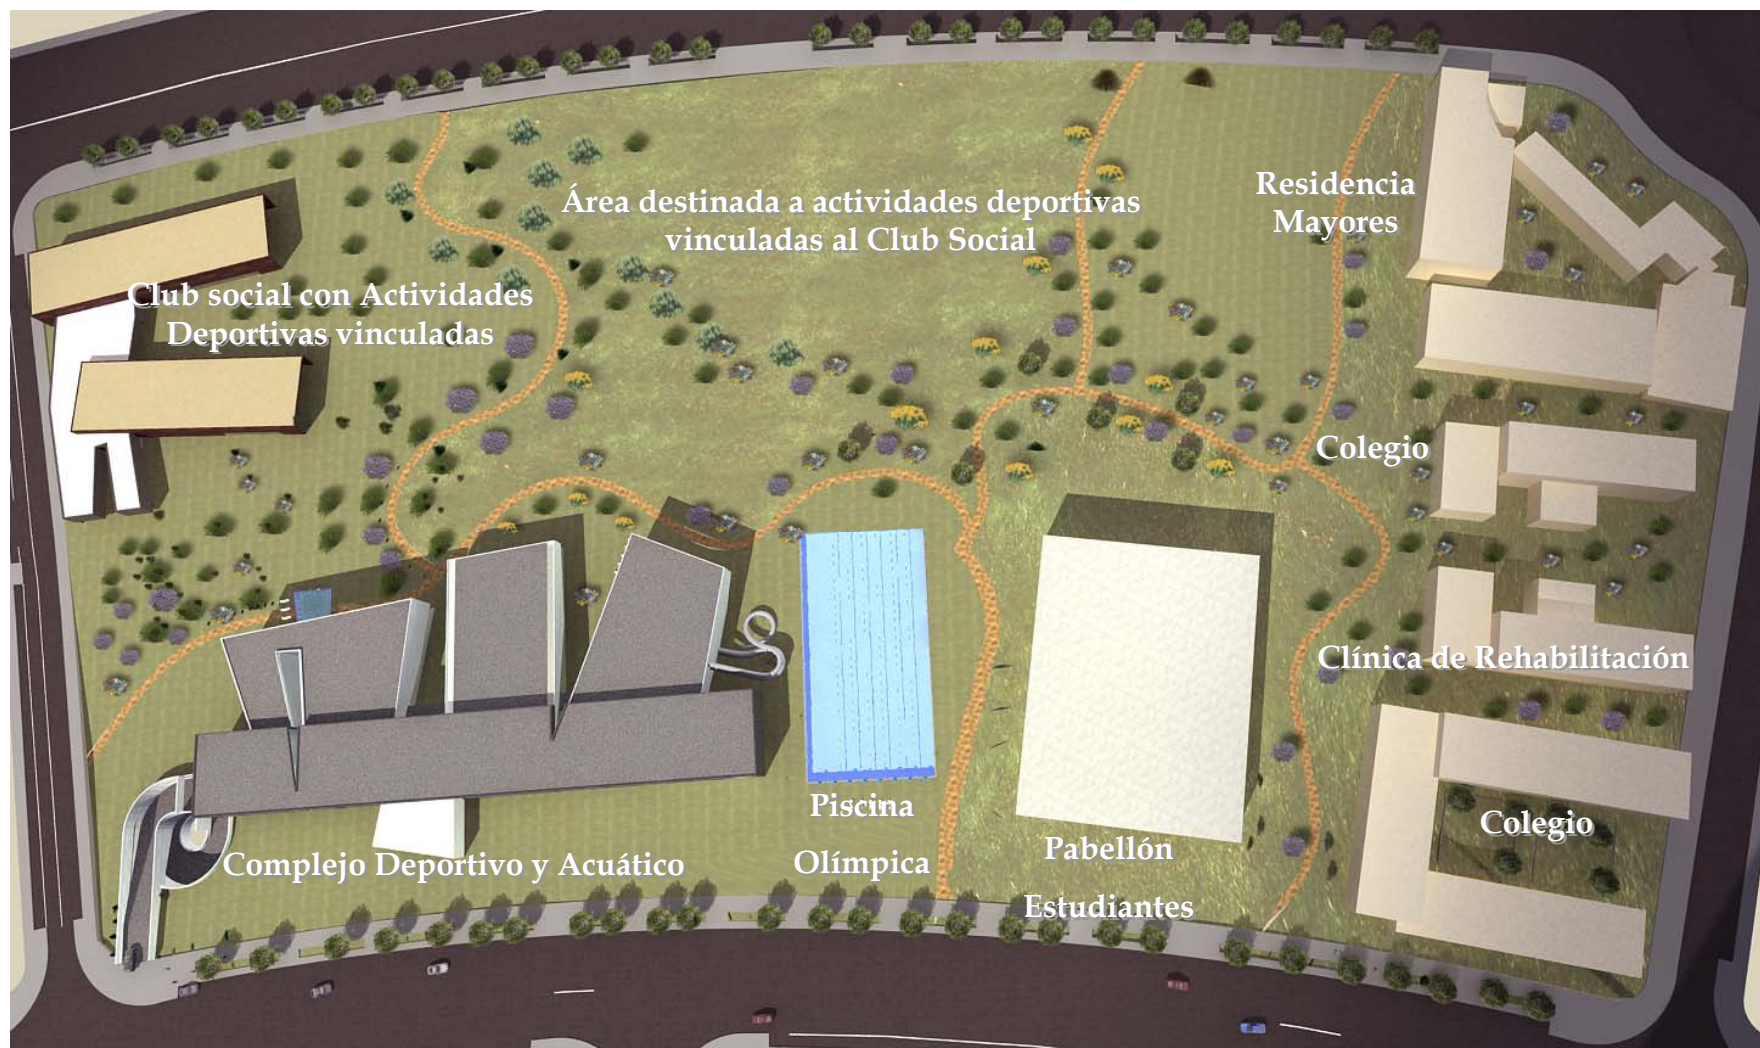 Área destinada a actividades deportivas
vinculadas al Club Social
Residencia
Mayores
Club social con Actividades
Deportivas vinculadas
Colegio
Clínica de Rehabilitación
Piscina
Olímpica
Pabellón
Estudiantes
Colegio
Complejo Deportivo y Acuático